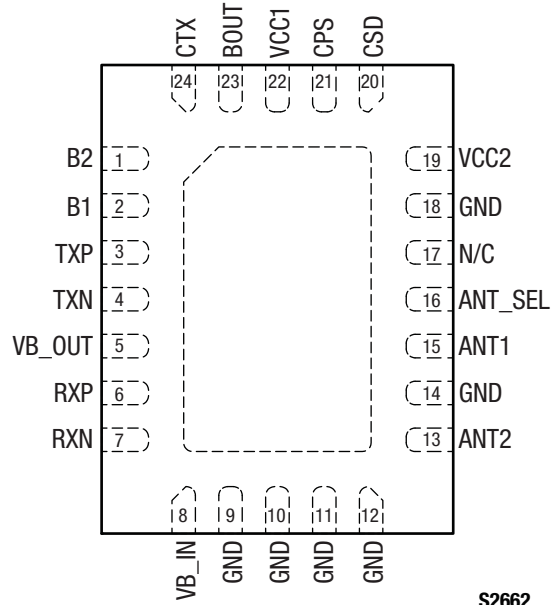 CTX BOUT VCC1 CPS CSD
24 23 22 21 20
B2 1 19 VCC2
B1 2 18 GND
TXP 3 17 N/C
TXN 4 16 ANT_SEL
VB_OUT 5 15 ANT1
RXP 6 14 GND
RXN 7 13 ANT2
8 9 10 11 12
VB_IN GND GND GND GND
S2662